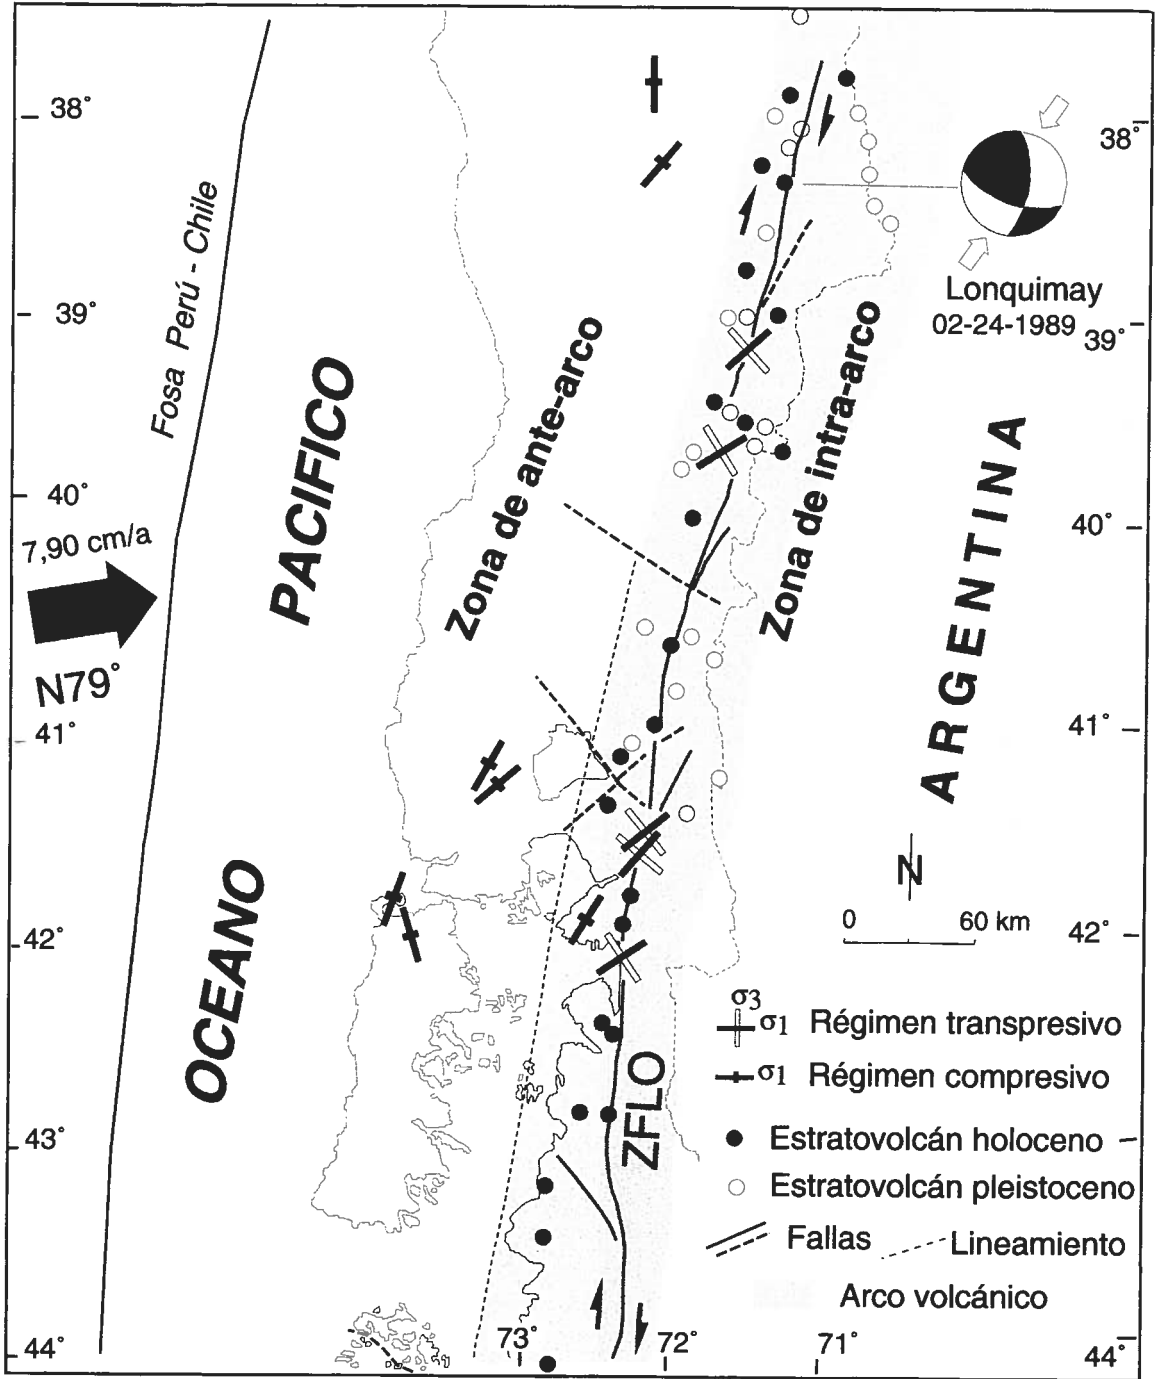 38°
38°
Fosa Perú - Chile
Lonquimay
02-24-1989
39°
39°
PACIFICO
Zona de ante-arco
Zona de intra-arco
ARGENTINA
40°
40°
7,90 cm/a
N79°
41°
41°
N
0 60 km
OCEANO
42°
42°
σ3
σ1 Régimen transpresivo
σ1 Régimen compresivo
ZFLO
43°
Estratovolcán holoceno
Estratovolcán pleistoceno
Fallas
Lineamiento
Arco volcánico
73° 72° 71°
44°
44°